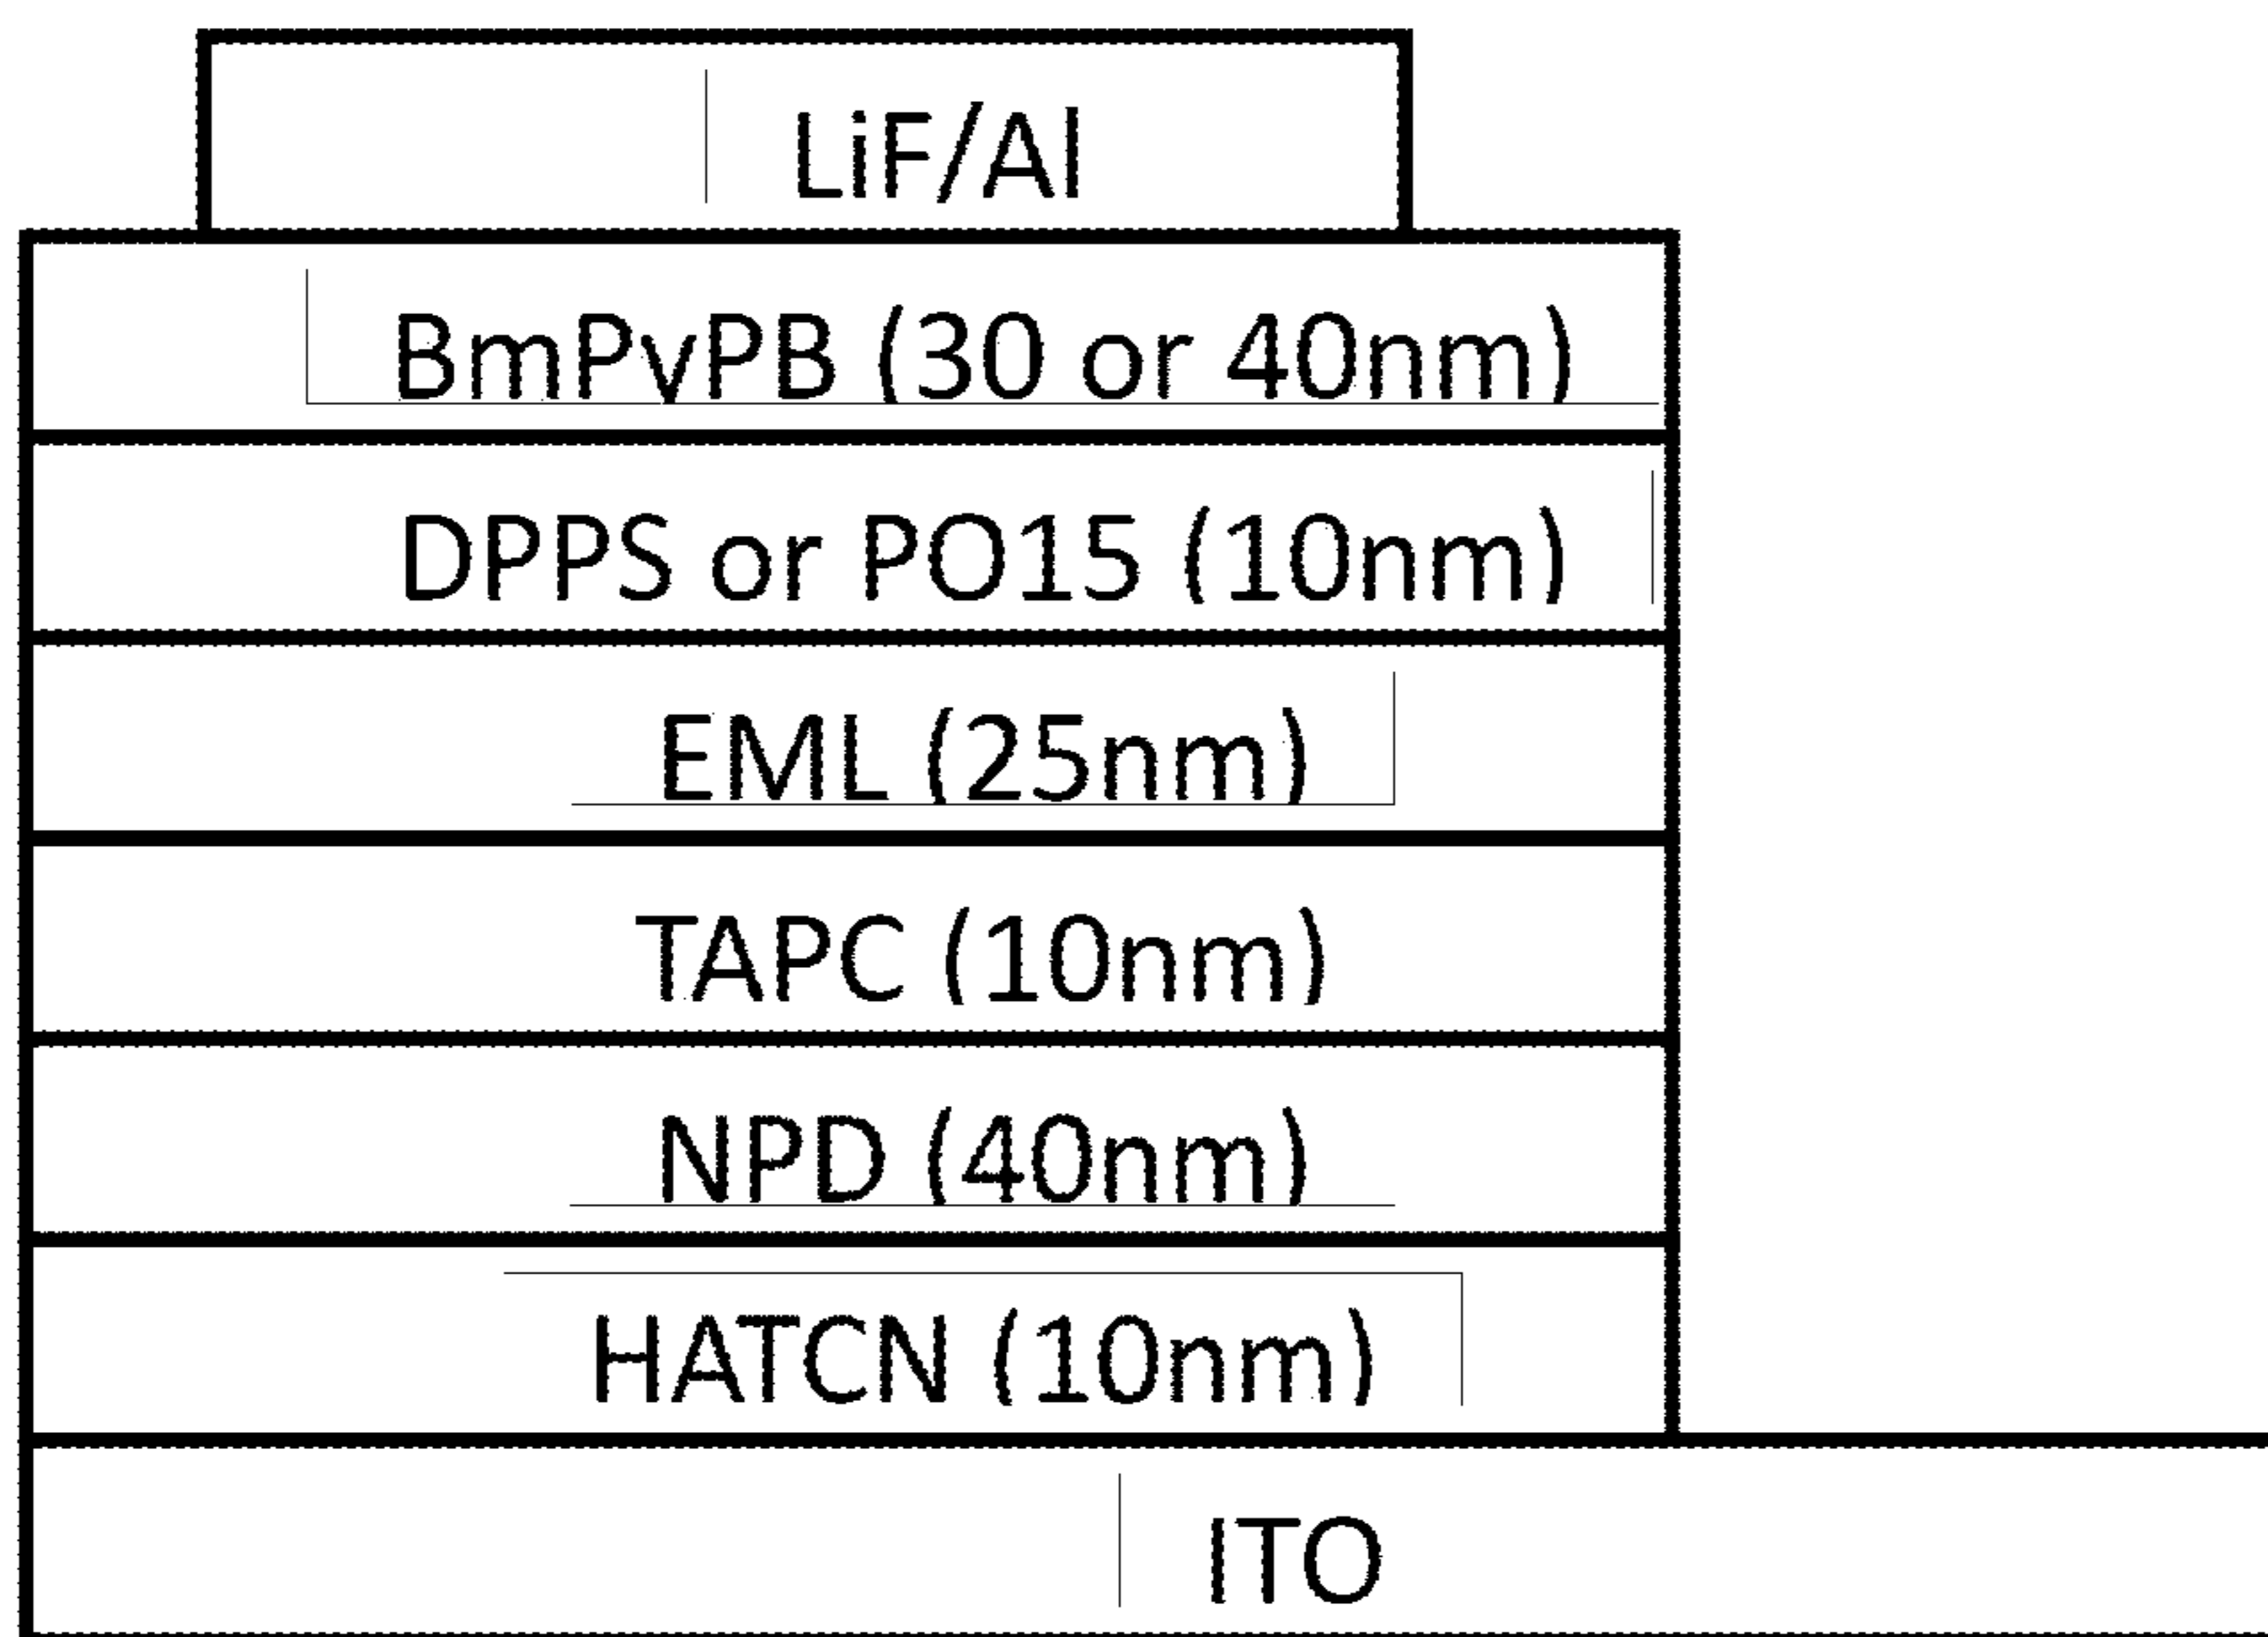 LiF/Al
BmPyPB (30 or 40nm)
DPPS or PO15 (10nm)
EML (25nm)
TAPC (10nm)
NPD (40nm)
HATCN (10nm)
ITO